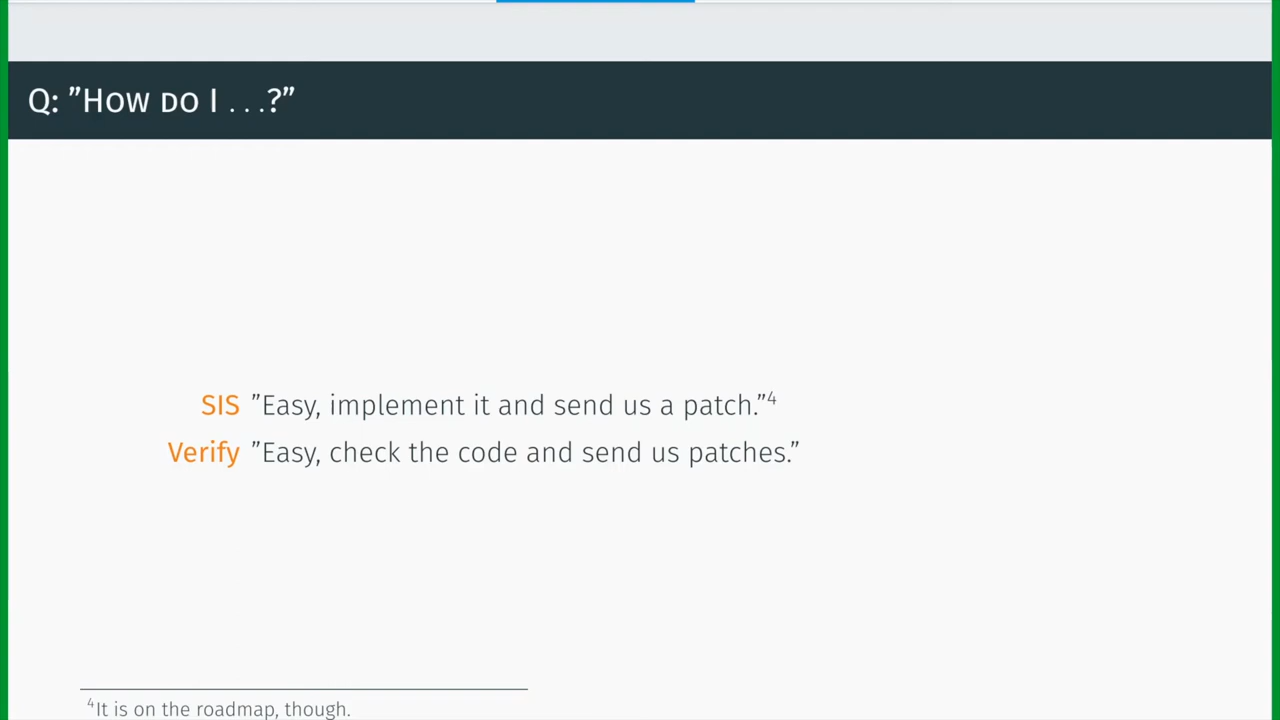 Q: ”How do I . . .?”
SIS ”Easy, implement it and send us a patch.”4
Verify ”Easy, check the code and send us patches.”
4It is on the roadmap, though.